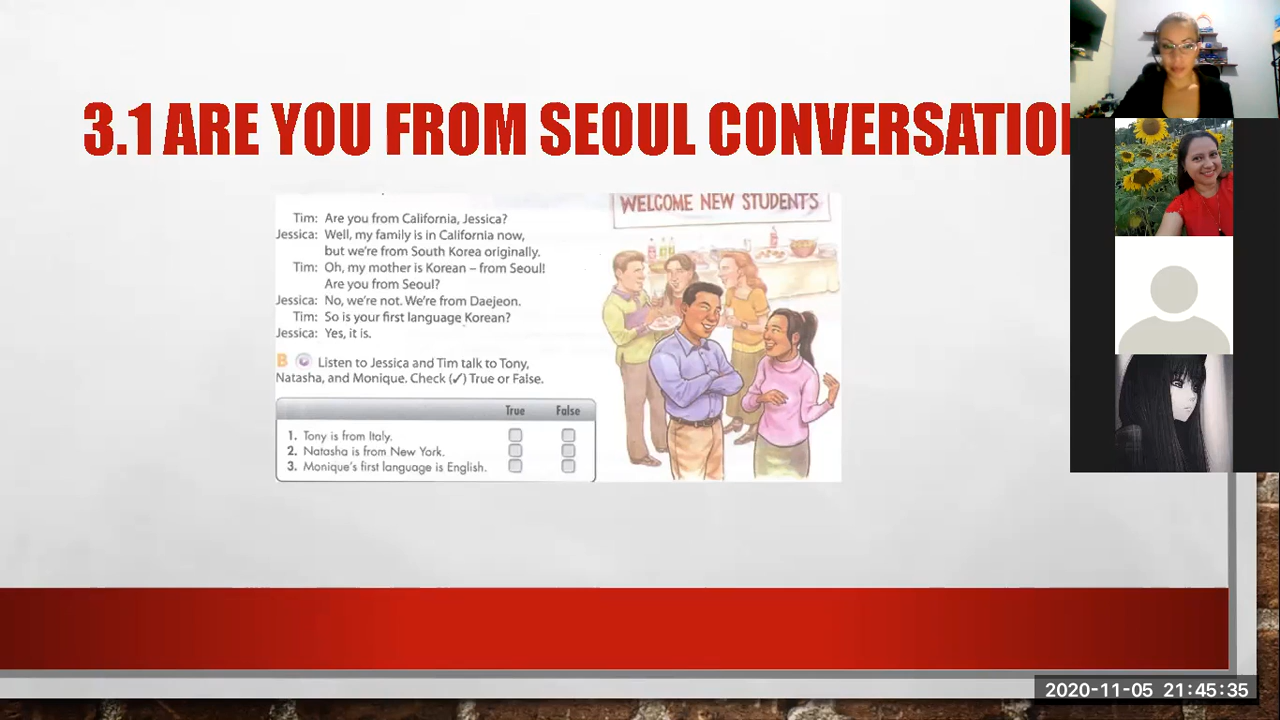 3.1 ARE YOU FROM SEOUL CONVERSATIO
WELCOME NEW STUDENTS
Tim: Are you from California, Jessica?
Jessica: Well, my family is in California now,
but we're from South Korea originally.
Tim: Oh, my mother is Korean – from Seoul!
Are you from Seoul?
Jessica: No, we're not. We're from Daejeon.
Tim: So is your first language Korean?
Jessica: Yes, it is.
B Listen to Jessica and Tim talk to Tony,
Natasha, and Monique. Check (✓) True or False.
True False
1. Tony is from Italy.
2. Natasha is from New York.
3. Monique's first language is English.
2020-11-05 21:45:35